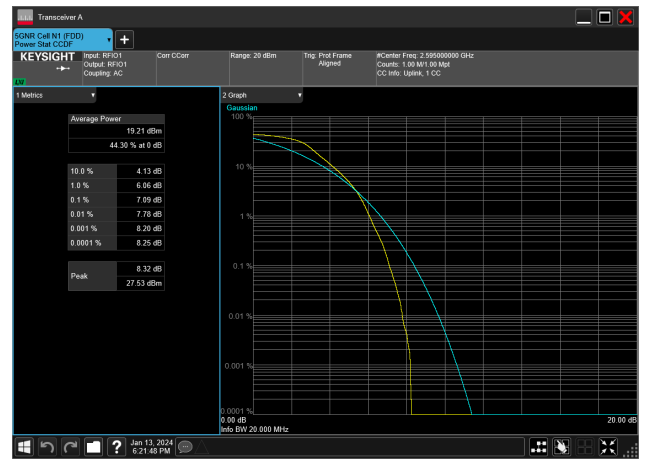 Transceiver A
5GNR Cell N1 (FDD)
Power Stat CCDF
KEYSIGHT
LXI
Input: RFIO1
Output: RFIO1
Coupling: AC
Corr CCorr
Range: 20 dBm
Trig: Prot Frame
Aligned
#Center Freq: 2.595000000 GHz
Counts: 1.00 M/1.00 Mpt
CC Info: Uplink, 1 CC
1 Metrics
Average Power
19.21 dBm
44.30 % at 0 dB
10.0 % 4.13 dB
1.0 % 6.06 dB
0.1 % 7.09 dB
0.01 % 7.78 dB
0.001 % 8.20 dB
0.0001 % 8.25 dB
Peak
8.32 dB
27.53 dBm
2 Graph
Gaussian
100 %
10 %
1 %
0.1 %
0.01 %
0.001 %
0.0001 %
0.00 dB 20.00 dB
Info BW 20.000 MHz
Jan 13, 2024
6:21:48 PM